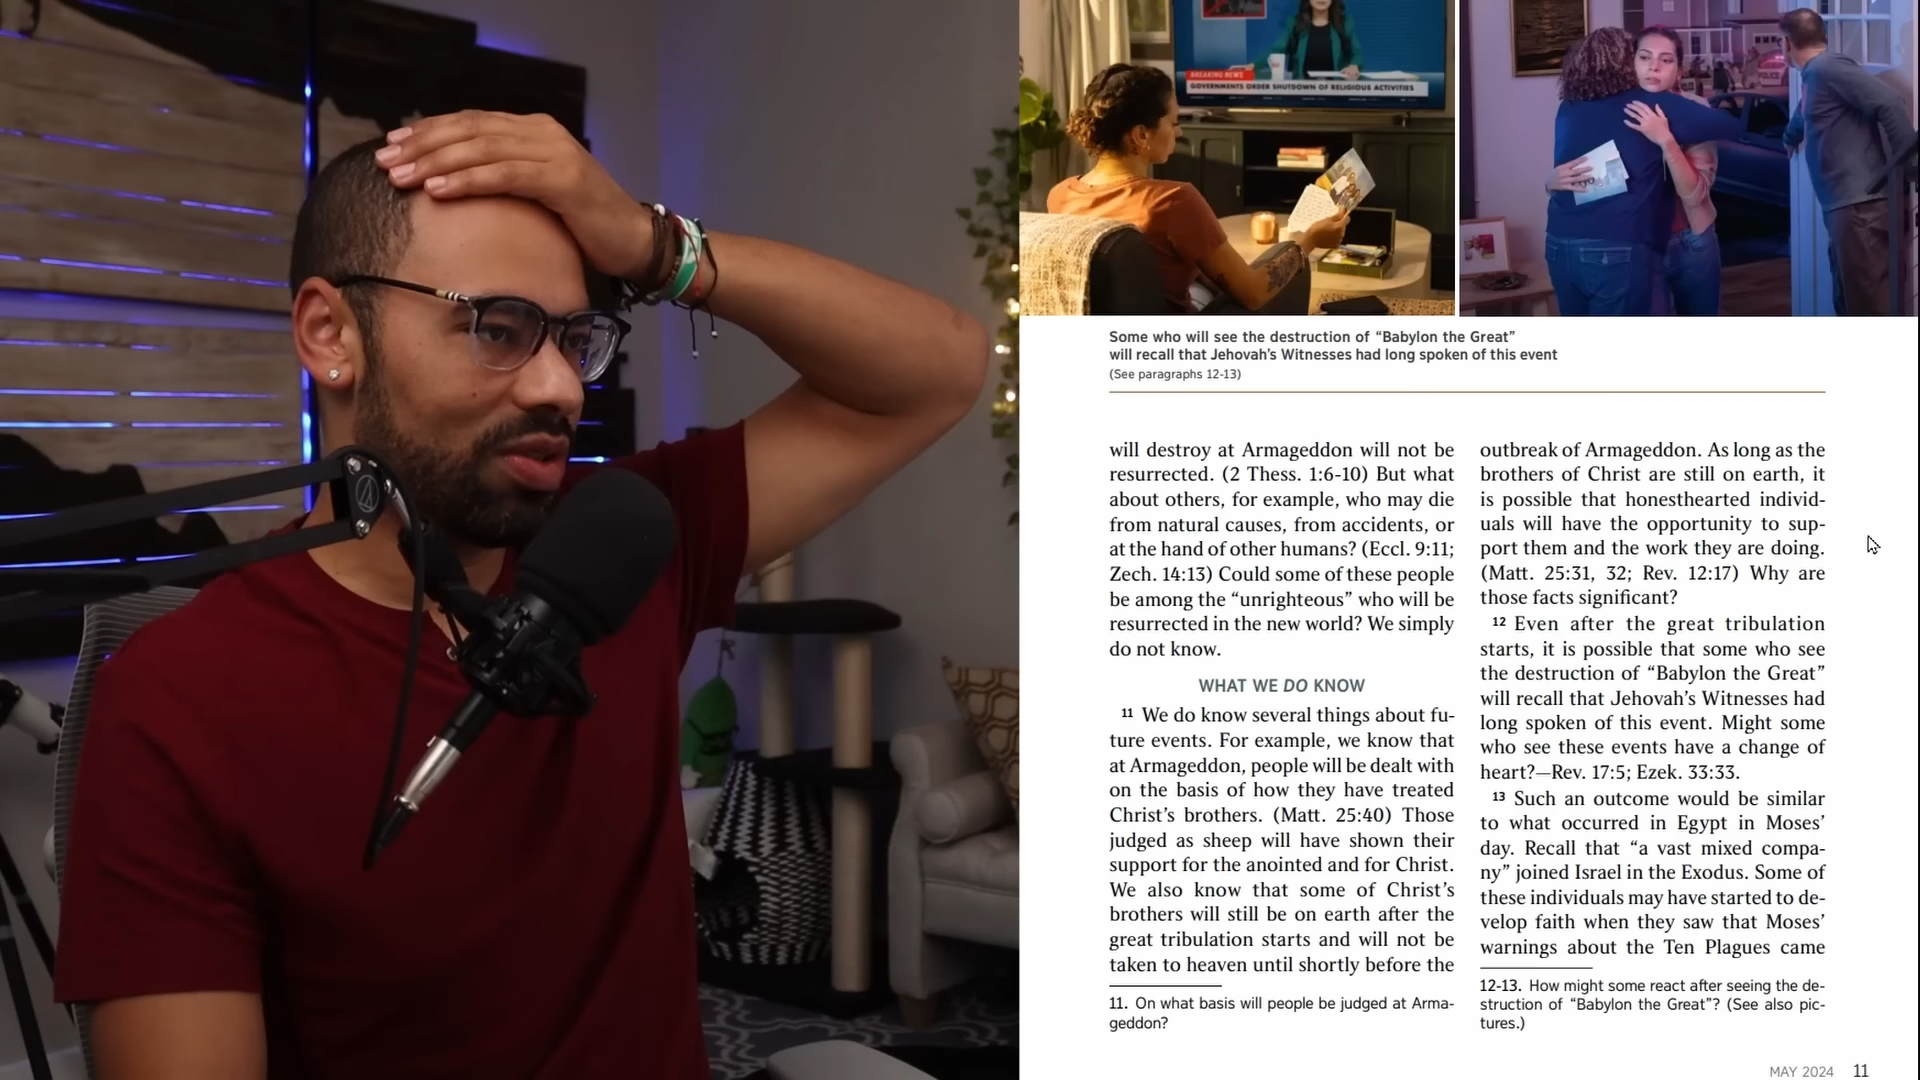 BREAKING NEWS
GOVERNMENTS ORDER SHUTDOWN OF RELIGIOUS ACTIVITIES
POLICE
Some who will see the destruction of “Babylon the Great”
will recall that Jehovah’s Witnesses had long spoken of this event
(See paragraphs 12-13)
will destroy at Armageddon will not be
resurrected. (2 Thess. 1:6-10) But what
about others, for example, who may die
from natural causes, from accidents, or
at the hand of other humans? (Eccl. 9:11;
Zech. 14:13) Could some of these people
be among the “unrighteous” who will be
resurrected in the new world? We simply
do not know.
WHAT WE DO KNOW
11 We do know several things about fu-
ture events. For example, we know that
at Armageddon, people will be dealt with
on the basis of how they have treated
Christ’s brothers. (Matt. 25:40) Those
judged as sheep will have shown their
support for the anointed and for Christ.
We also know that some of Christ’s
brothers will still be on earth after the
great tribulation starts and will not be
taken to heaven until shortly before the
11. On what basis will people be judged at Arma-
geddon?
outbreak of Armageddon. As long as the
brothers of Christ are still on earth, it
is possible that honesthearted individ-
uals will have the opportunity to sup-
port them and the work they are doing.
(Matt. 25:31, 32; Rev. 12:17) Why are
those facts significant?
12 Even after the great tribulation
starts, it is possible that some who see
the destruction of “Babylon the Great”
will recall that Jehovah’s Witnesses had
long spoken of this event. Might some
who see these events have a change of
heart?—Rev. 17:5; Ezek. 33:33.
13 Such an outcome would be similar
to what occurred in Egypt in Moses’
day. Recall that “a vast mixed compa-
ny” joined Israel in the Exodus. Some of
these individuals may have started to de-
velop faith when they saw that Moses’
warnings about the Ten Plagues came
12-13. How might some react after seeing the de-
struction of “Babylon the Great”? (See also pic-
tures.)
MAY 2024 11